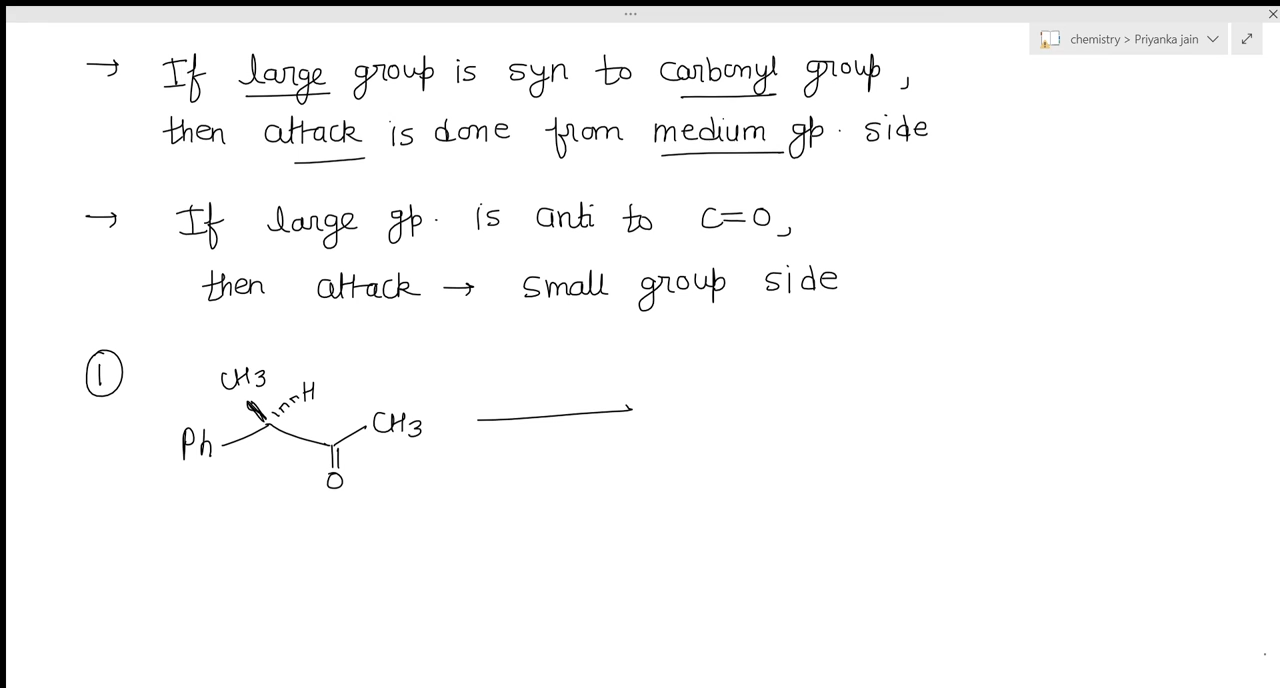 chemistry > Priyanka jain
→ If large group is syn to carbonyl group,
then attack is done from medium gp. side
→ If large gp. is anti to C=O,
then attack → small group side
①
CH3
H
Ph
CH3
O